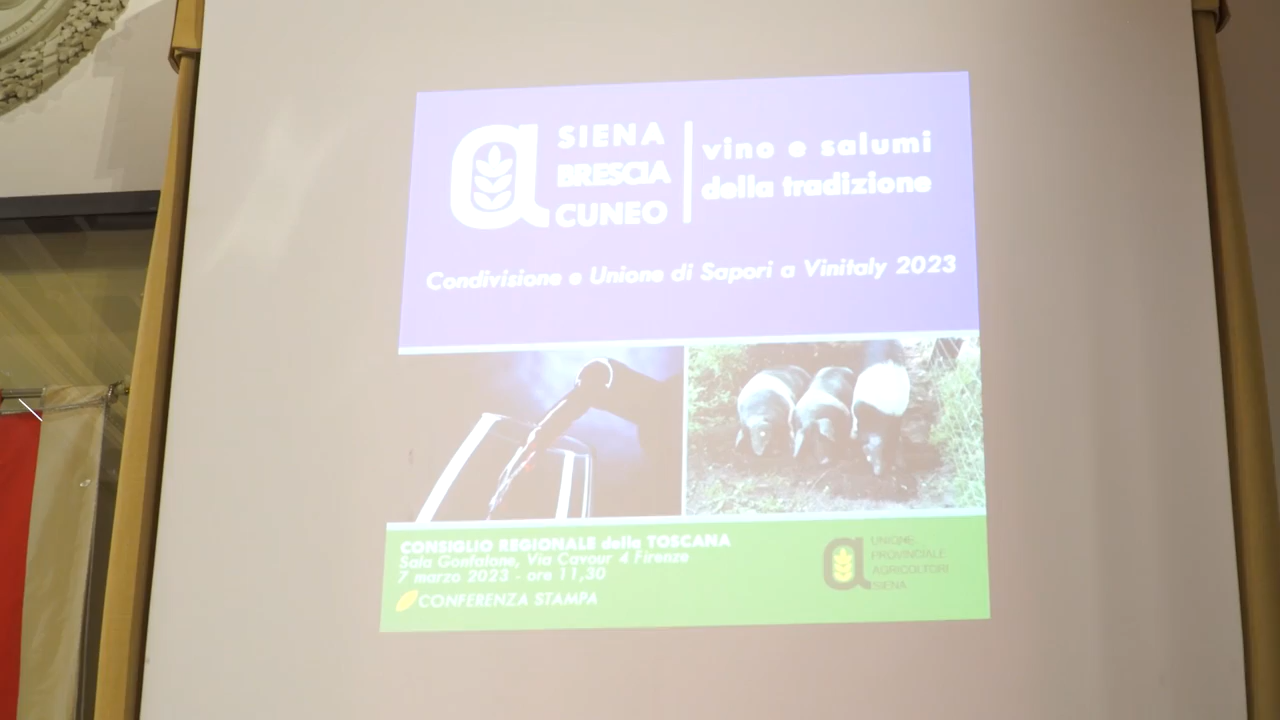 a SIENA
BRESCIA
CUNEO
vino e salumi
della tradizione
Condivisione e Unione di Sapori a Vinitaly 2023
CONSIGLIO REGIONALE della TOSCANA
Sala Gonfalone, Via Cavour 4 Firenze
7 marzo 2023 - ore 11,30
CONFERENZA STAMPA
a UNIONE
PROVINCIALE
AGRICOLTORI
SIENA